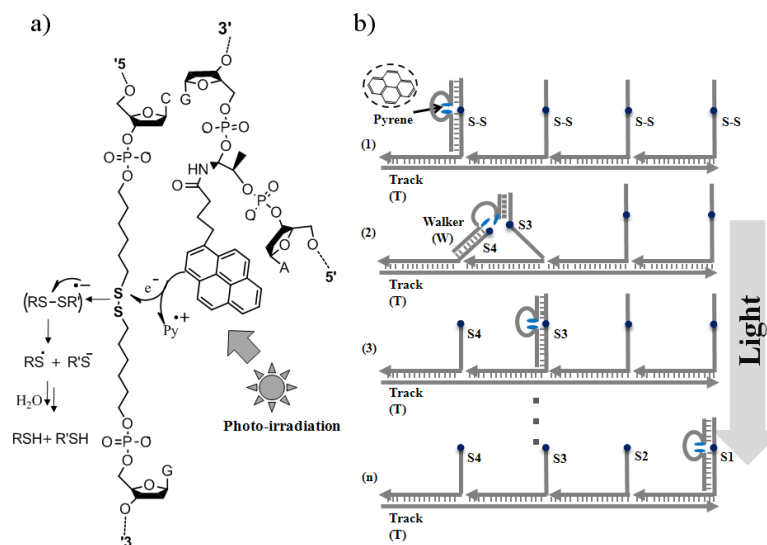 a)
'5
O
C
O
O
O
P
O
-O
O
3'
O
O
G
O
O
P
O
-O
O
HN
O
O
O
P
O
O-
O
O
A
5'
•−
(RS−SR')
S
S
e−
Py•+
RS• + R'S−
H₂O
RSH+ R'SH
Photo-irradiation
O
O
P
O-
O
O
G
O
'3
b)
Pyrene
S-S
S-S
S-S
S-S
(1)
Track
(T)
Walker
(W)
S3
S4
(2)
Track
(T)
S4
S3
(3)
Track
(T)
S4
S3
S2
S1
(n)
Track
(T)
Light